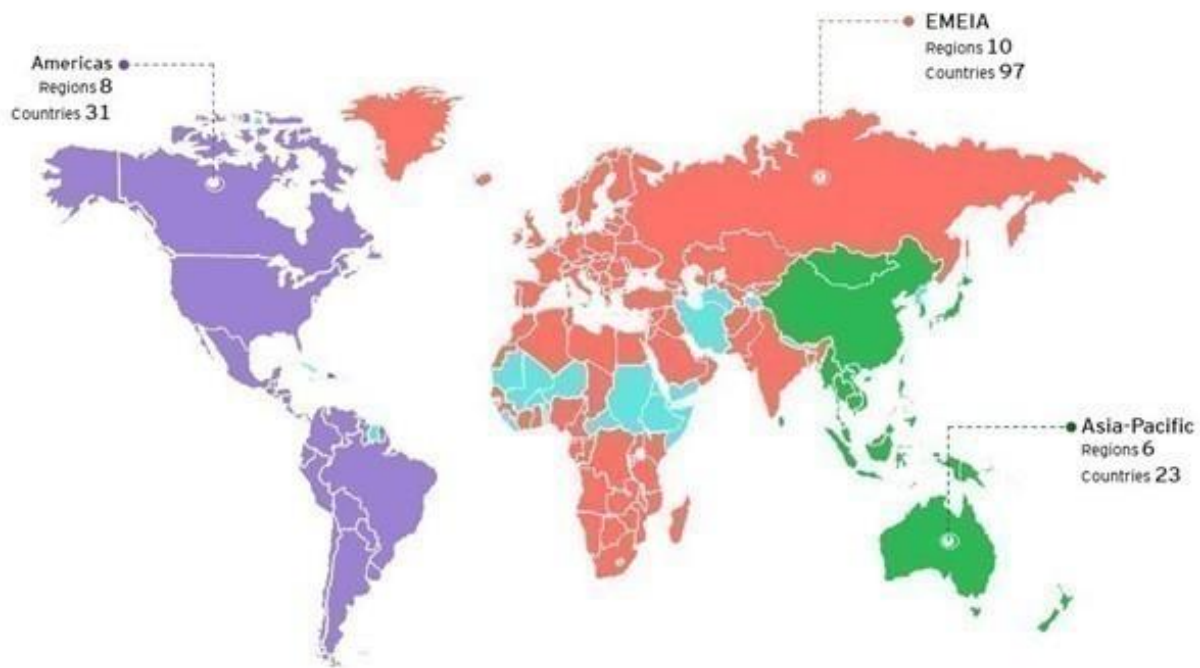 Americas
Regions 8
Countries 31
EMEIA
Regions 10
Countries 97
Asia-Pacific
Regions 6
Countries 23